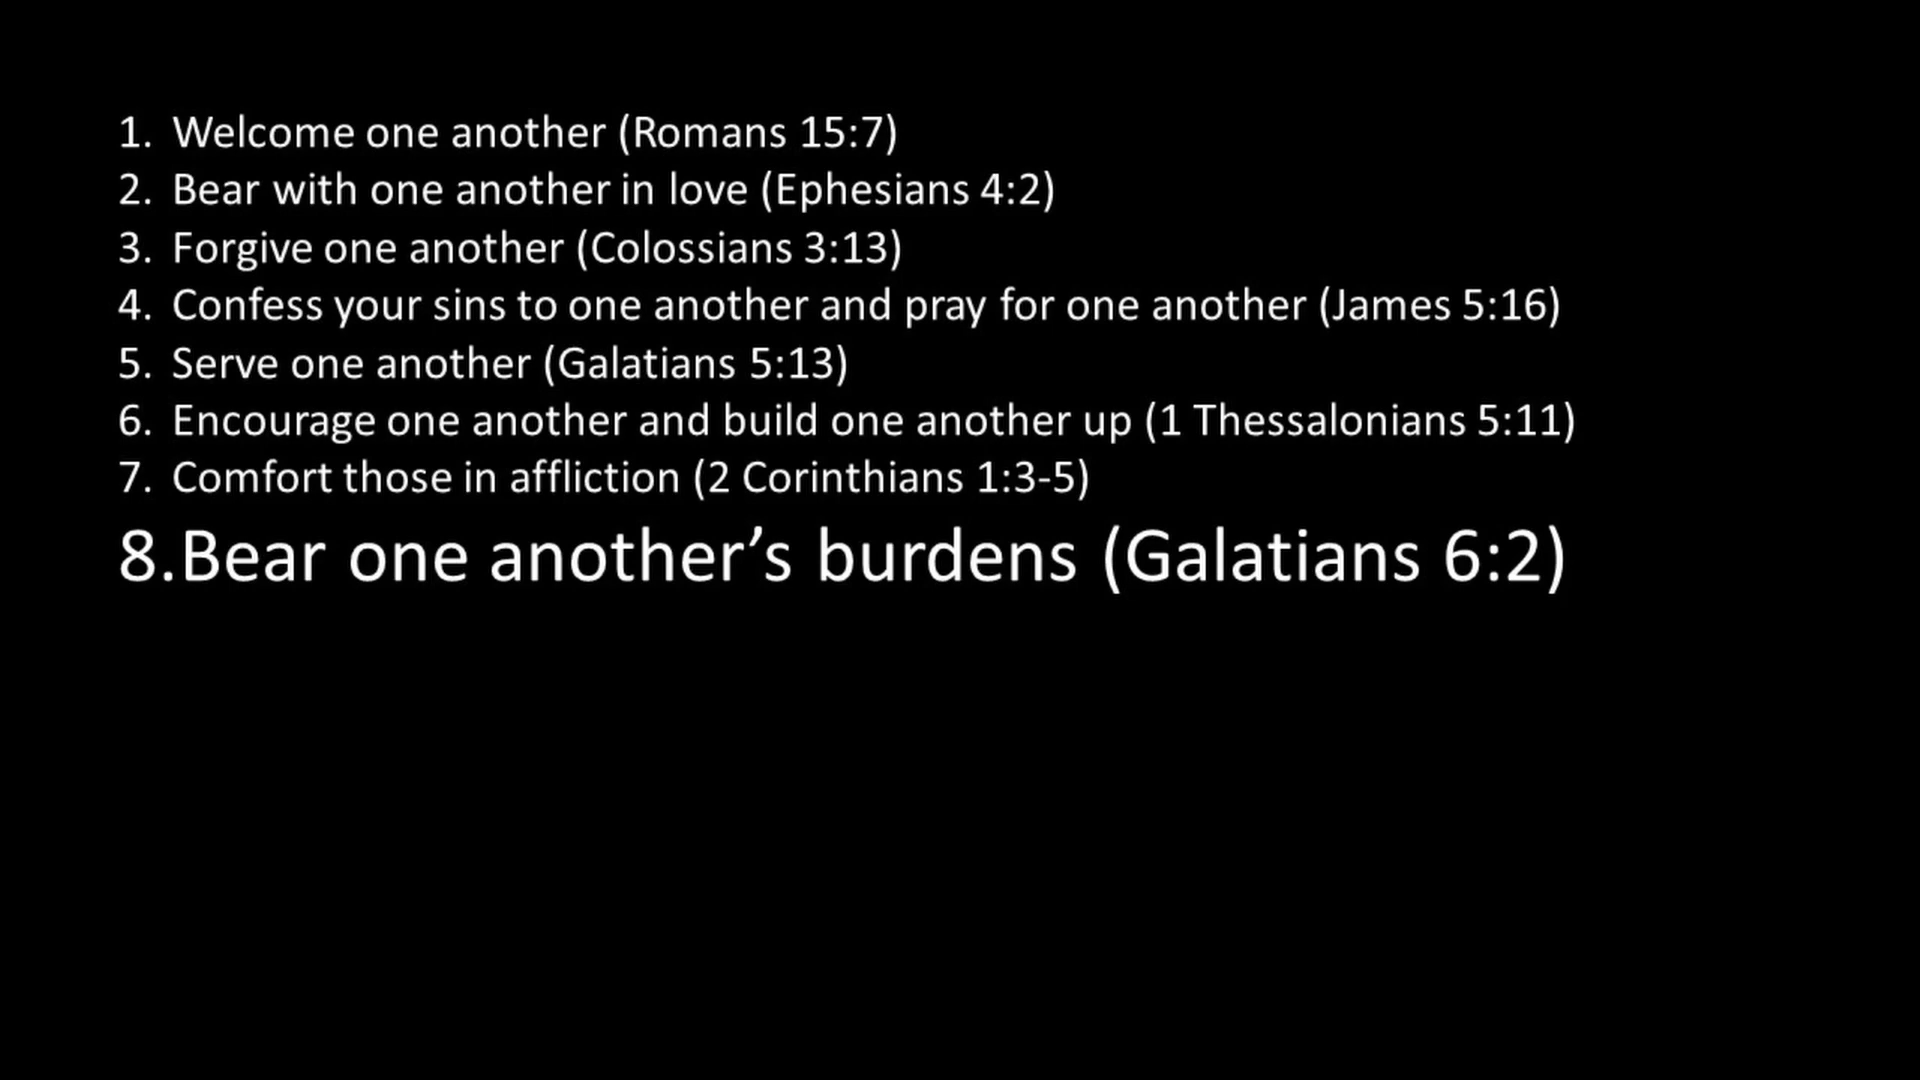 1. Welcome one another (Romans 15:7)
2. Bear with one another in love (Ephesians 4:2)
3. Forgive one another (Colossians 3:13)
4. Confess your sins to one another and pray for one another (James 5:16)
5. Serve one another (Galatians 5:13)
6. Encourage one another and build one another up (1 Thessalonians 5:11)
7. Comfort those in affliction (2 Corinthians 1:3-5)
8.Bear one another’s burdens (Galatians 6:2)